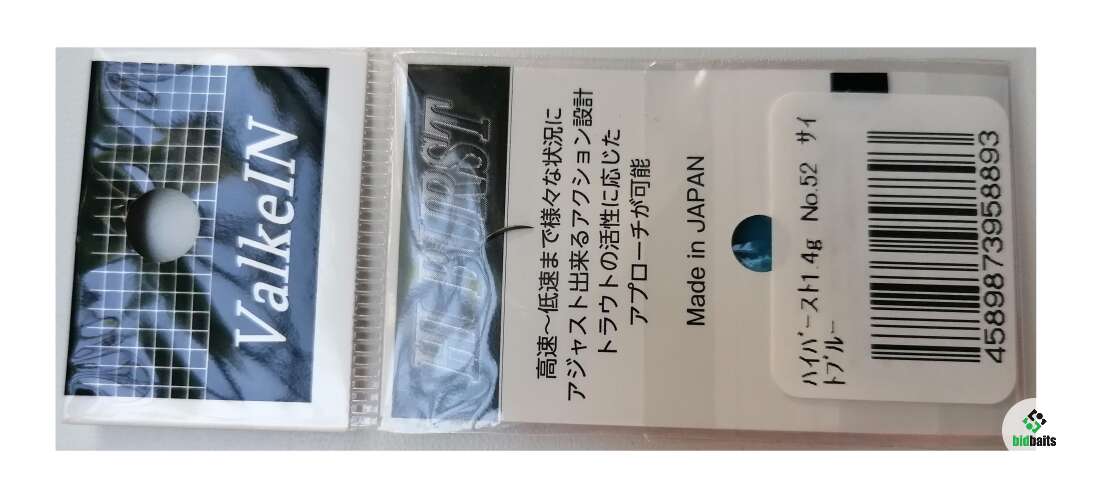 ValkeIN
HI BURST
高速～低速まで様々な状況に
アジャスト出来るアクション設計
トラウトの活性に応じた
アプローチが可能
Made in JAPAN
ハイバースト1.4g No.52 サイ
トブルー
4589873958893
bidbaits